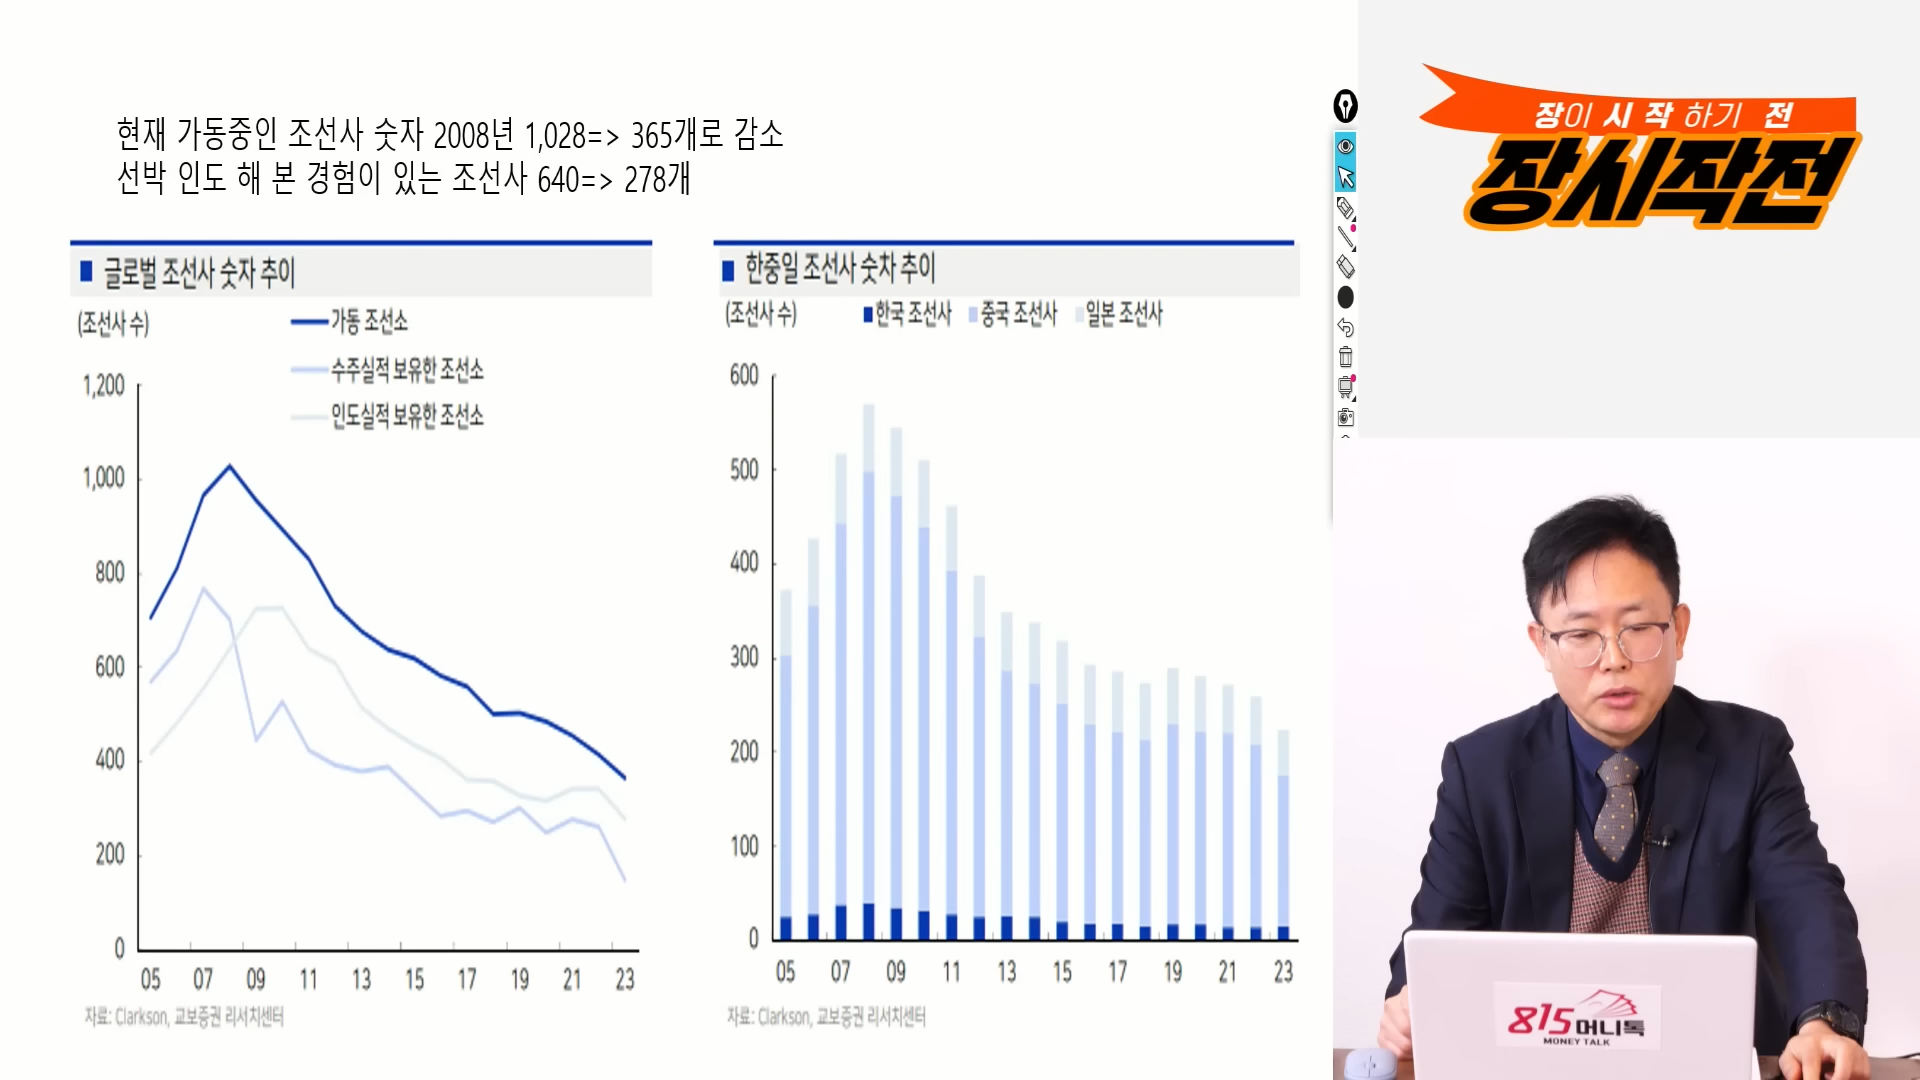 현재 가동중인 조선사 숫자 2008년 1,028=> 365개로 감소
선박 인도 해 본 경험이 있는 조선사 640=> 278개
글로벌 조선사 숫자 추이
(조선사 수)
가동 조선소
수주실적 보유한 조선소
인도실적 보유한 조선소
1,200
1,000
800
600
400
200
0
05 07 09 11 13 15 17 19 21 23
자료: Clarkson, 교보증권 리서치센터
한중일 조선사 숫차 추이
(조선사 수)
한국 조선사 중국 조선사 일본 조선사
600
500
400
300
200
100
0
05 07 09 11 13 15 17 19 21 23
자료: Clarkson, 교보증권 리서치센터
장이 시작하기 전
장시작전
815머니톡
MONEY TALK